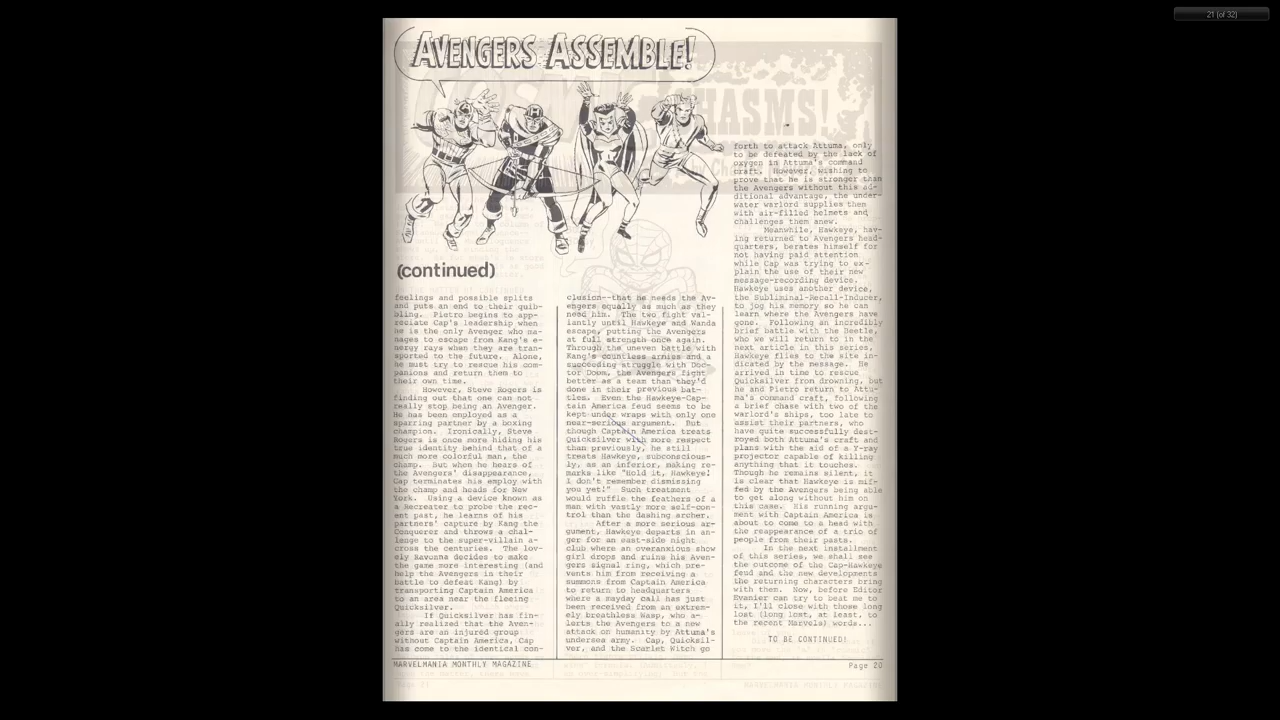 21 (of 32)
AVENGERS ASSEMBLE!
(continued)
feelings and possible splits
and puts an end to their quib-
bling. Pietro begins to app-
reciate Cap's leadership when
he is the only Avenger who ma-
nages to escape from Kang's e-
nergy rays when they are tran-
sported to the future. Alone,
he must try to rescue his com-
panions and return them to
their own time.
However, Steve Rogers is
finding out that one can not
really stop being an Avenger.
He has been employed as a
sparring partner by a boxing
champion. Ironically, Steve
Rogers is once more hiding his
true identity behind that of a
much more colorful man, the
champ. But when he hears of
the Avengers' disappearance,
Cap terminates his employ with
the champ and heads for New
York. Using a device known as
a Recreater to probe the rec-
ent past, he learns of his
partners' capture by Kang the
Conquerer and throws a chal-
lenge to the super-villain a-
cross the centuries. The lov-
ely Ravonna decides to make
the game more interesting (and
help the Avengers in their
battle to defeat Kang) by
transporting Captain America
to an area near the fleeing
Quicksilver.
If Quicksilver has fin-
ally realized that the Aven-
gers are an injured group
without Captain America, Cap
has come to the identical con-
clusion--that he needs the Av-
engers equally as much as they
need him. The two fight val-
iantly until Hawkeye and Wanda
escape, putting the Avengers
at full strength once again.
Through the uneven battle with
Kang's countless armies and a
succeeding struggle with Doc-
tor Doom, the Avengers fight
better as a team than they'd
done in their previous bat-
tles. Even the Hawkeye-Cap-
tain America feud seems to be
kept under wraps with only one
near-serious argument. But
though Captain America treats
Quicksilver with more respect
than previously, he still
treats Hawkeye, subconscious-
ly, as an inferior, making re-
marks like "Hold it, Hawkeye!
I don't remember dismissing
you yet!" Such treatment
would ruffle the feathers of a
man with vastly more self-con-
trol than the dashing archer.
After a more serious ar-
gument, Hawkeye departs in an-
ger for an east-side night
club where an overanxious show
girl drops and ruins his Aven-
gers signal ring, which pre-
vents him from receiving a
summons from Captain America
to return to headquarters
where a mayday call has just
been received from an extrem-
ely breathless Wasp, who a-
lerts the Avengers to a new
attack on humanity by Attuma's
undersea army. Cap, Quicksil-
ver, and the Scarlet Witch go
forth to attack Attuma, only
to be defeated by the lack of
oxygen in Attuma's command
craft. However, wishing to
prove that he is stronger than
the Avengers without this ad-
ditional advantage, the under-
water warlord supplies them
with air-filled helmets and
challenges them anew.
Meanwhile, Hawkeye, hav-
ing returned to Avengers head-
quarters, berates himself for
not having paid attention
while Cap was trying to ex-
plain the use of their new
message-recording device.
Hawkeye uses another device,
the Subliminal-Recall-Inducer,
to jog his memory so he can
learn where the Avengers have
gone. Following an incredibly
brief battle with the Beetle,
who we will return to in the
next article in this series,
Hawkeye flies to the site in-
dicated by the message. He
arrived in time to rescue
Quicksilver from drowning, but
he and Pietro return to Attu-
ma's command craft, following
a brief chase with two of the
warlord's ships, too late to
assist their partners, who
have quite successfully dest-
royed both Attuma's craft and
plans with the aid of a Y-ray
projector capable of killing
anything that it touches.
Though he remains silent, it
is clear that Hawkeye is mif-
fed by the Avengers being able
to get along without him on
this case. His running argu-
ment with Captain America is
about to come to a head with
the reappearance of a trio of
people from their pasts.
In the next installment
of this series, we shall see
the outcome of the Cap-Hawkeye
feud and the new developments
the returning characters bring
with them. Now, before Editor
Evanier can try to beat me to
it, I'll close with those long
lost (long lost, at least, to
the recent Marvels) words...
TO BE CONTINUED!
MARVELMANIA MONTHLY MAGAZINE
Page 20